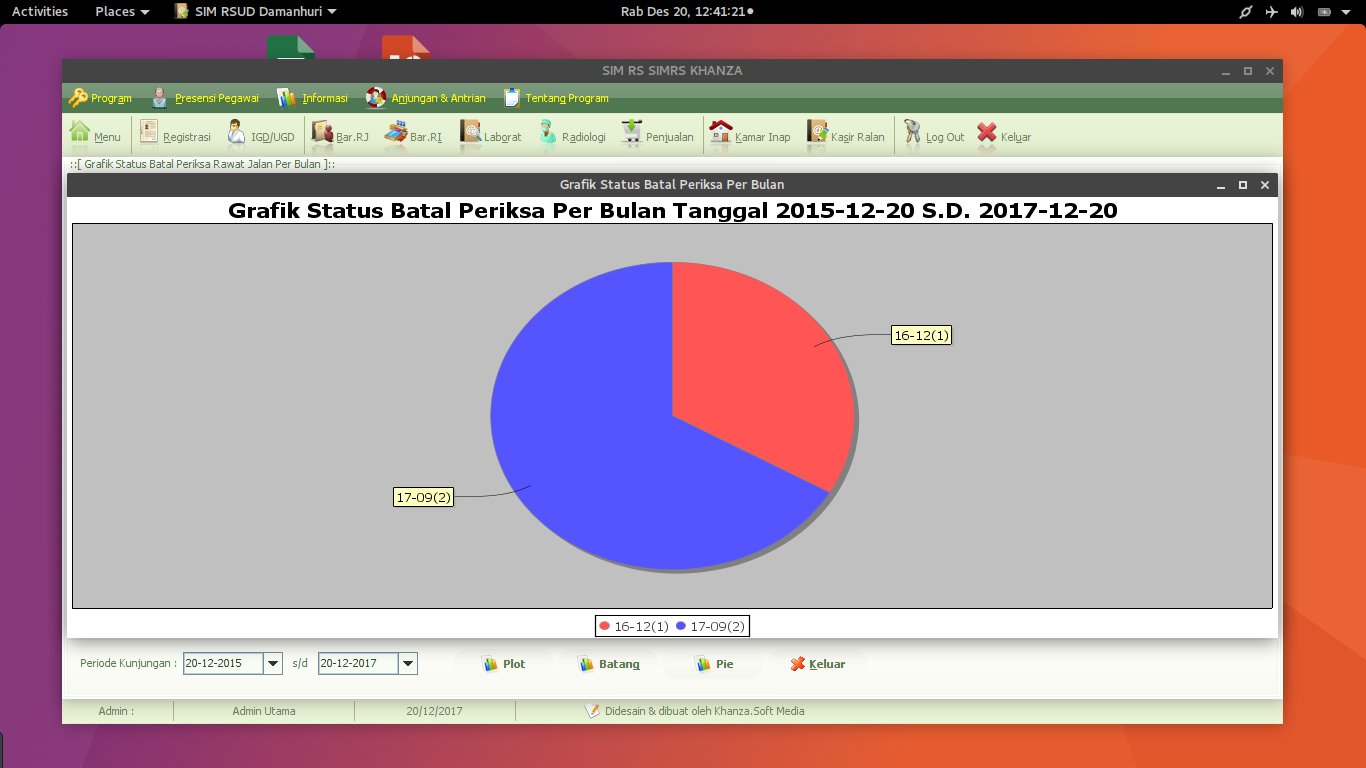 Activities Places SIM RSUD Damanhuri Rab Des 20, 12:41:21
SIM RS SIMRS KHANZA
Program Presensi Pegawai Informasi Anjungan & Antrian Tentang Program
Menu Registrasi IGD/UGD Bar.RJ Bar.RI Laborat Radiologi Penjualan Kamar Inap Kasir Ralan Log Out Keluar
::[ Grafik Status Batal Periksa Rawat Jalan Per Bulan ]::
Grafik Status Batal Periksa Per Bulan
Grafik Status Batal Periksa Per Bulan Tanggal 2015-12-20 S.D. 2017-12-20
16-12(1)
17-09(2)
16-12(1) 17-09(2)
Periode Kunjungan : 20-12-2015 s/d 20-12-2017 Plot Batang Pie Keluar
Admin : Admin Utama 20/12/2017 Didesain & dibuat oleh Khanza.Soft Media